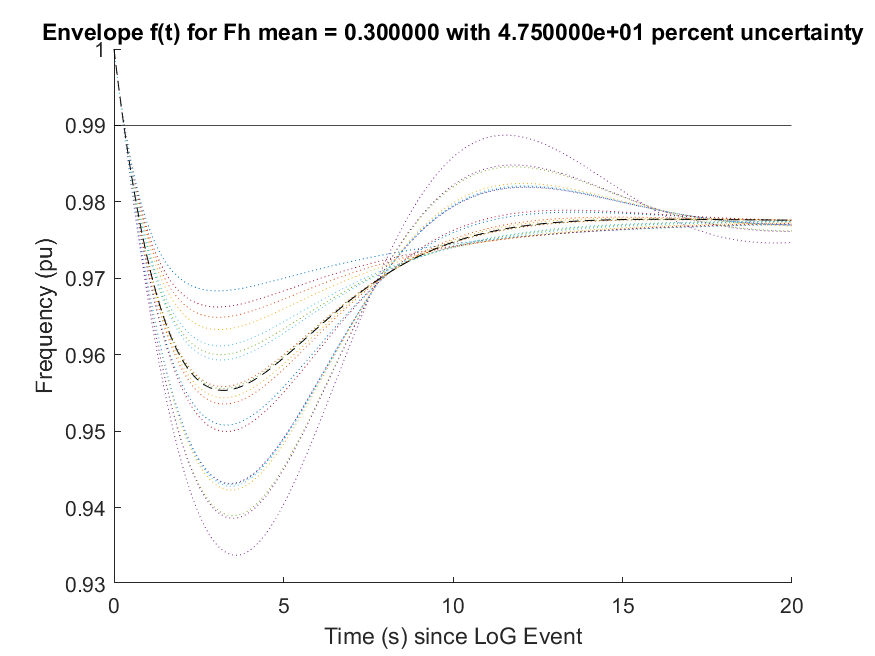 Envelope f(t) for Fh mean = 0.300000 with 4.750000e+01 percent uncertainty
1
0.99
0.98
0.97
0.96
0.95
0.94
0.93
Frequency (pu)
0 5 10 15 20
Time (s) since LoG Event